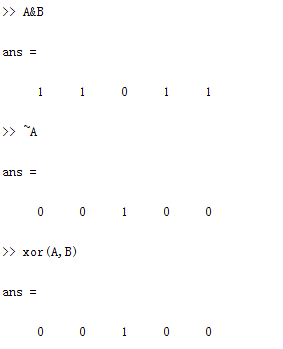 >> A&B
ans =
1 1 0 1 1
>> ~A
ans =
0 0 1 0 0
>> xor(A,B)
ans =
0 0 1 0 0